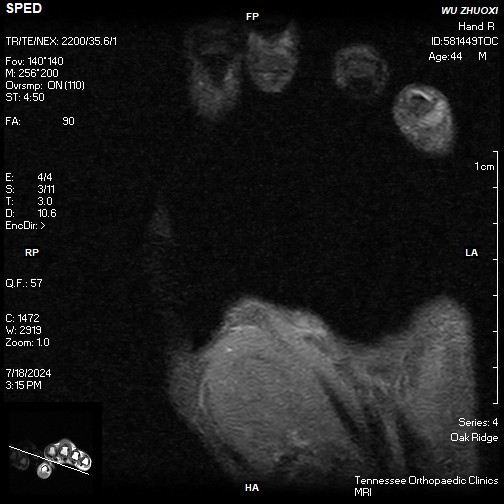 SPED
FP
WU ZHUOXI
Hand R
TR/TE/NEX: 2200/35.6/1
ID:581449TOC
Age:44 M
Fov: 140*140
M: 256*200
Ovrsmp: ON (110)
ST: 4:50
FA: 90
1cm
E: 4/4
S: 3/11
T: 3.0
D: 10.6
EncDir: >
RP
LA
Q.F.: 57
C: 1472
W: 2919
Zoom: 1.0
7/18/2024
3:15 PM
Series: 4
Oak Ridge
HA
Tennessee Orthopaedic Clinics
MRI